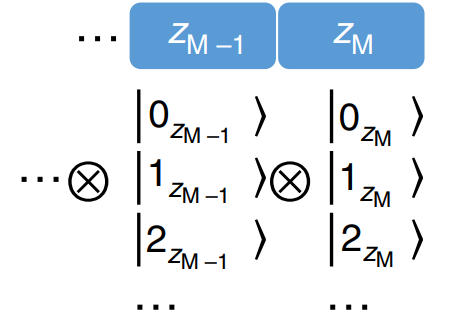 … z_{M −1} z_M
|0_{z_{M −1}}⟩ |0_{z_M}⟩
…⊗ |1_{z_{M −1}}⟩ ⊗ |1_{z_M}⟩
|2_{z_{M −1}}⟩ |2_{z_M}⟩
… …